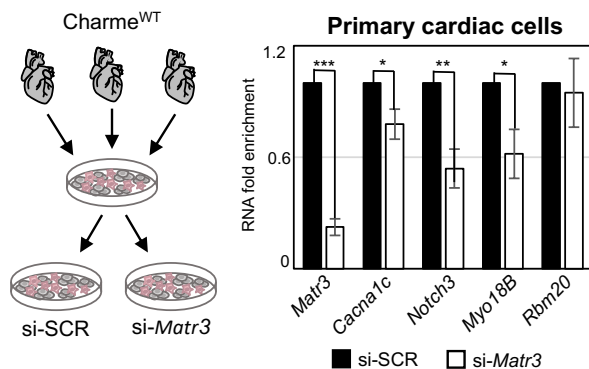 Charme^WT
si-SCR
si-Matr3
Primary cardiac cells
RNA fold enrichment
1.2
0.6
0
***
*
**
*
Matr3
Cacna1c
Notch3
Myo18B
Rbm20
si-SCR
si-Matr3